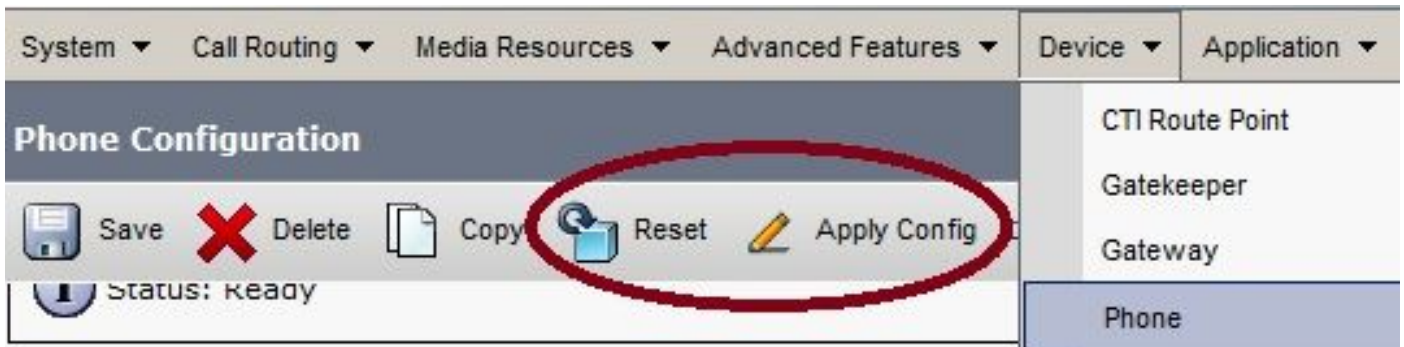 System Call Routing Media Resources Advanced Features Device Application
CTI Route Point
Phone Configuration
Gatekeeper
Save Delete Copy Reset Apply Config
Gateway
Status: Ready
Phone